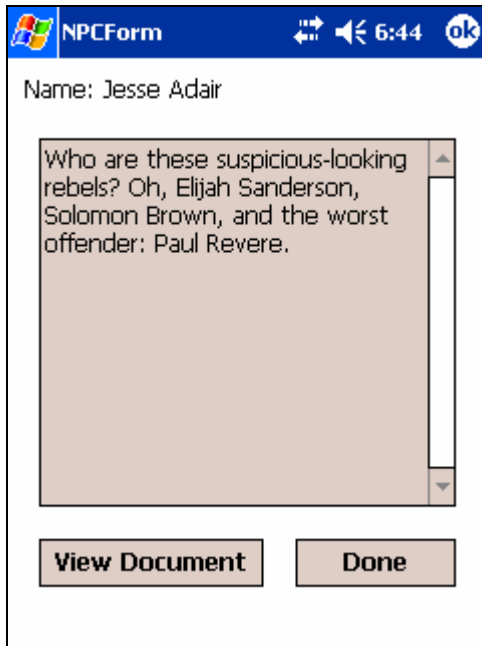 NPCForm 6:44 ok
Name: Jesse Adair
Who are these suspicious-looking
rebels? Oh, Elijah Sanderson,
Solomon Brown, and the worst
offender: Paul Revere.
View Document Done